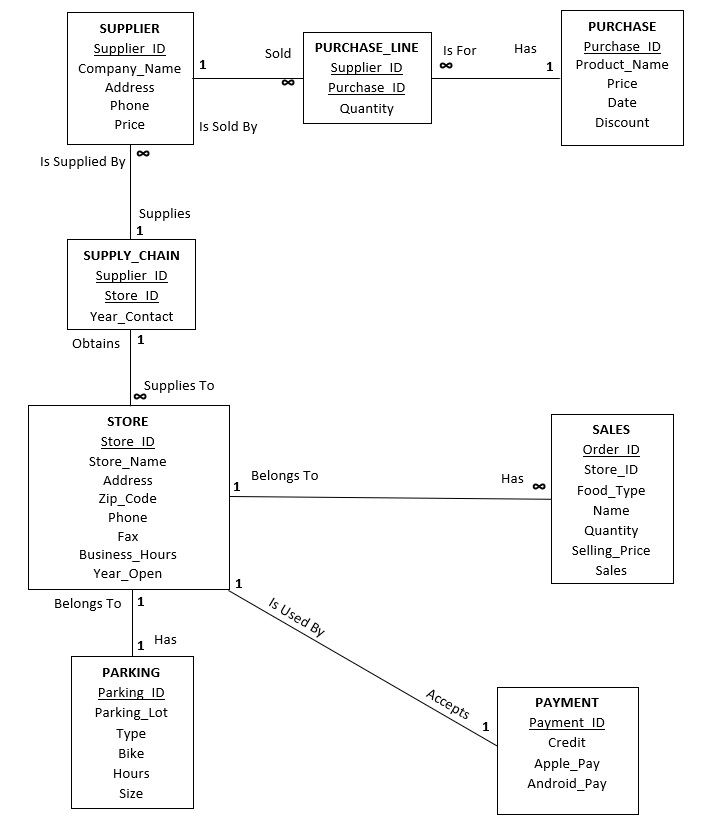 SUPPLIER
Supplier_ID
Company_Name
Address
Phone
Price
1
Sold
∞
Is Sold By
PURCHASE_LINE
Supplier_ID
Purchase_ID
Quantity
Is For
∞
Has
1
PURCHASE
Purchase_ID
Product_Name
Price
Date
Discount
Is Supplied By
∞
Supplies
1
SUPPLY_CHAIN
Supplier_ID
Store_ID
Year_Contact
Obtains
1
Supplies To
∞
STORE
Store_ID
Store_Name
Address
Zip_Code
Phone
Fax
Business_Hours
Year_Open
Belongs To
1
Has
∞
SALES
Order_ID
Store_ID
Food_Type
Name
Quantity
Selling_Price
Sales
Belongs To
1
1
Has
1
Is Used By
Accepts
1
PARKING
Parking_ID
Parking_Lot
Type
Bike
Hours
Size
PAYMENT
Payment_ID
Credit
Apple_Pay
Android_Pay